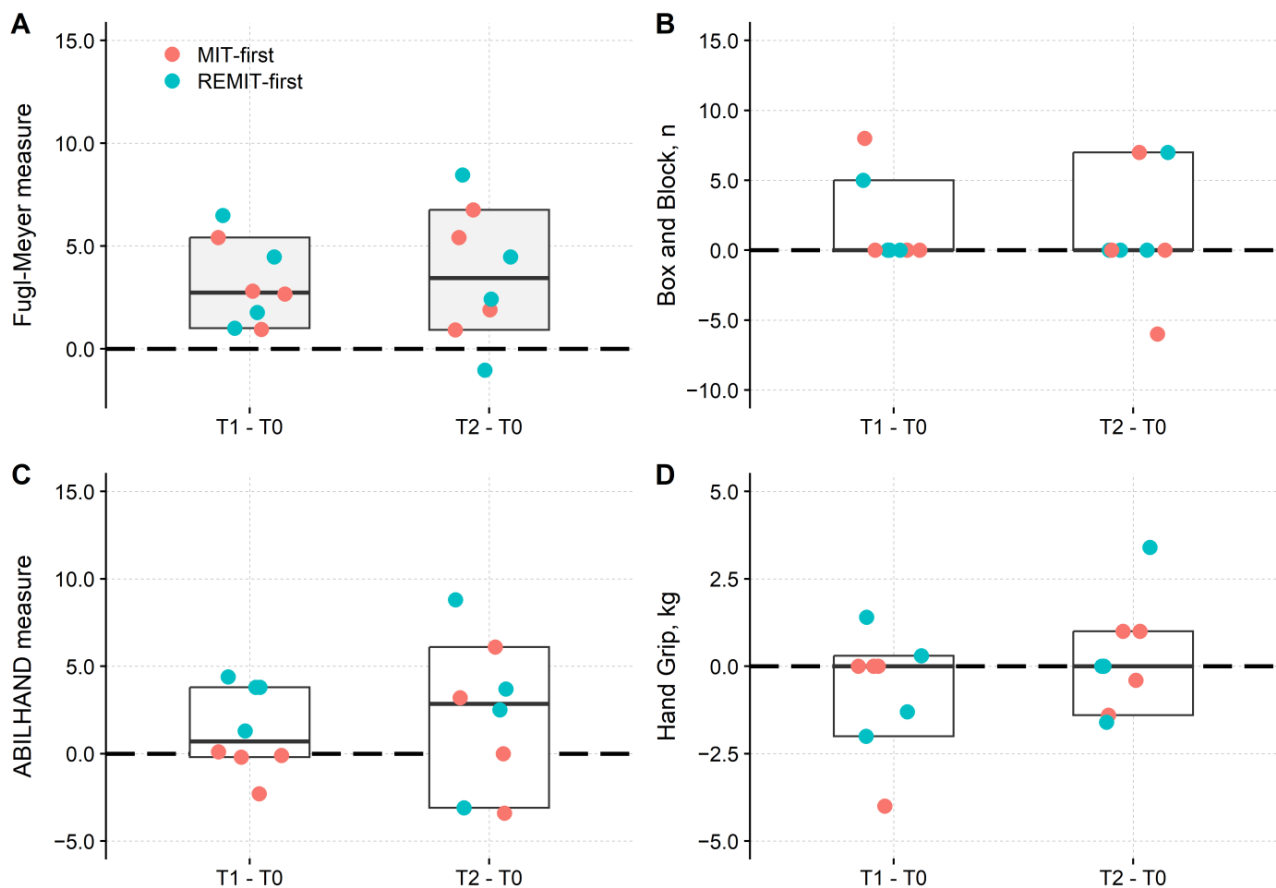 A
Fugl-Meyer measure
15.0
10.0
5.0
0.0
MIT-first
REMIT-first
T1 - T0
T2 - T0
B
Box and Block, n
15.0
10.0
5.0
0.0
−5.0
−10.0
T1 - T0
T2 - T0
C
ABILHAND measure
15.0
10.0
5.0
0.0
−5.0
T1 - T0
T2 - T0
D
Hand Grip, kg
5.0
2.5
0.0
−2.5
−5.0
T1 - T0
T2 - T0